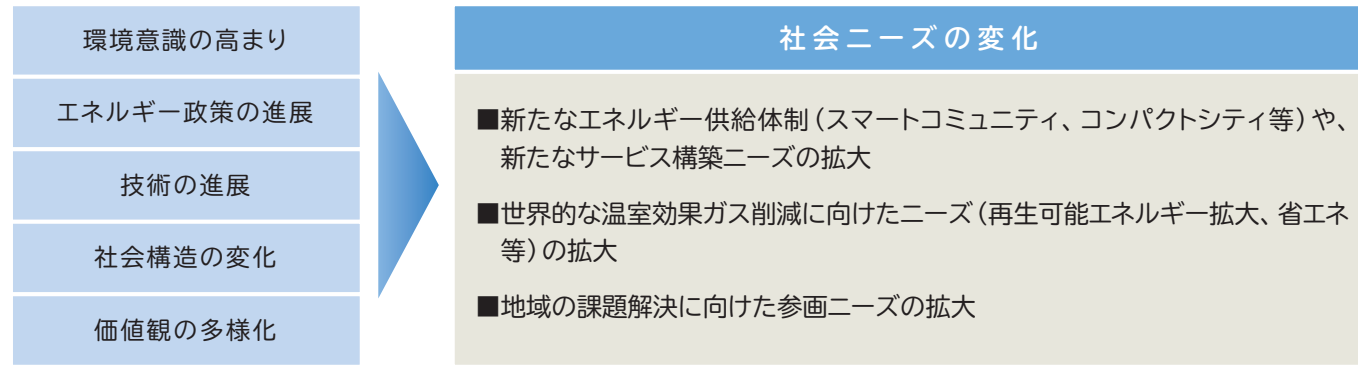 環境意識の高まり
エネルギー政策の進展
技術の進展
社会構造の変化
価値観の多様化
社会ニーズの変化
■新たなエネルギー供給体制(スマートコミュニティ、コンパクトシティ等)や、
新たなサービス構築ニーズの拡大
■世界的な温室効果ガス削減に向けたニーズ(再生可能エネルギー拡大、省エネ
等)の拡大
■地域の課題解決に向けた参画ニーズの拡大